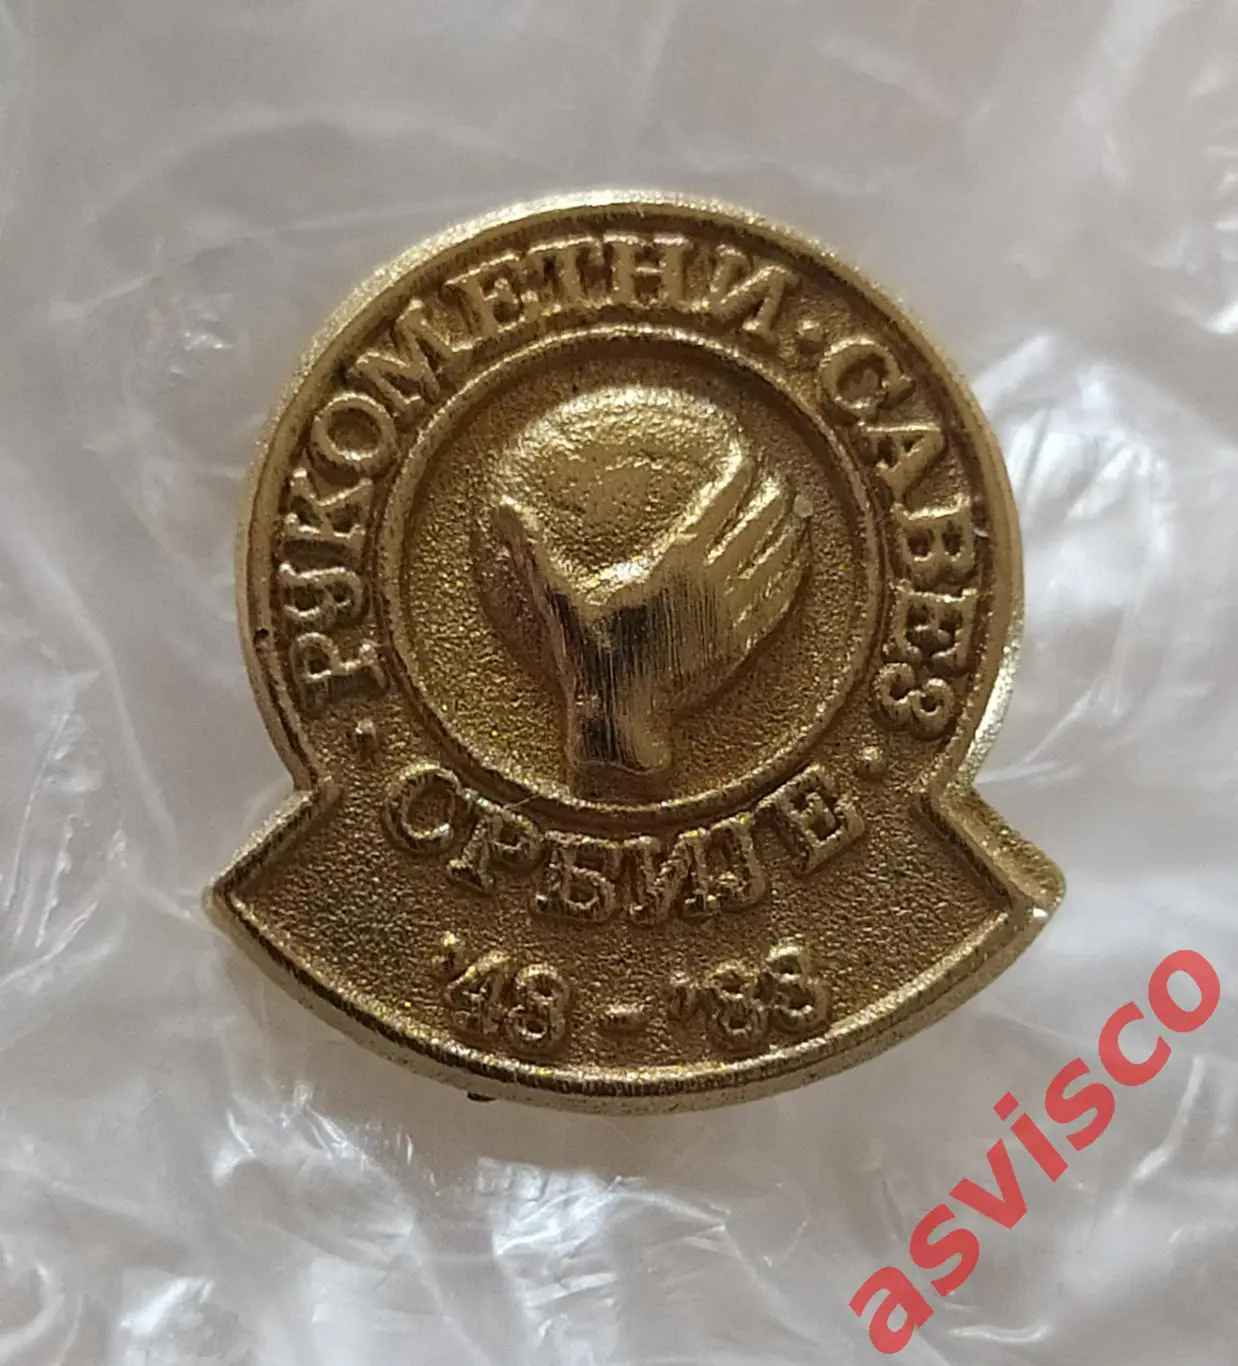 РУКОМЕТНИ · САВЕЗ ·
· СРБИЈЕ
'48 - '88
asvisco